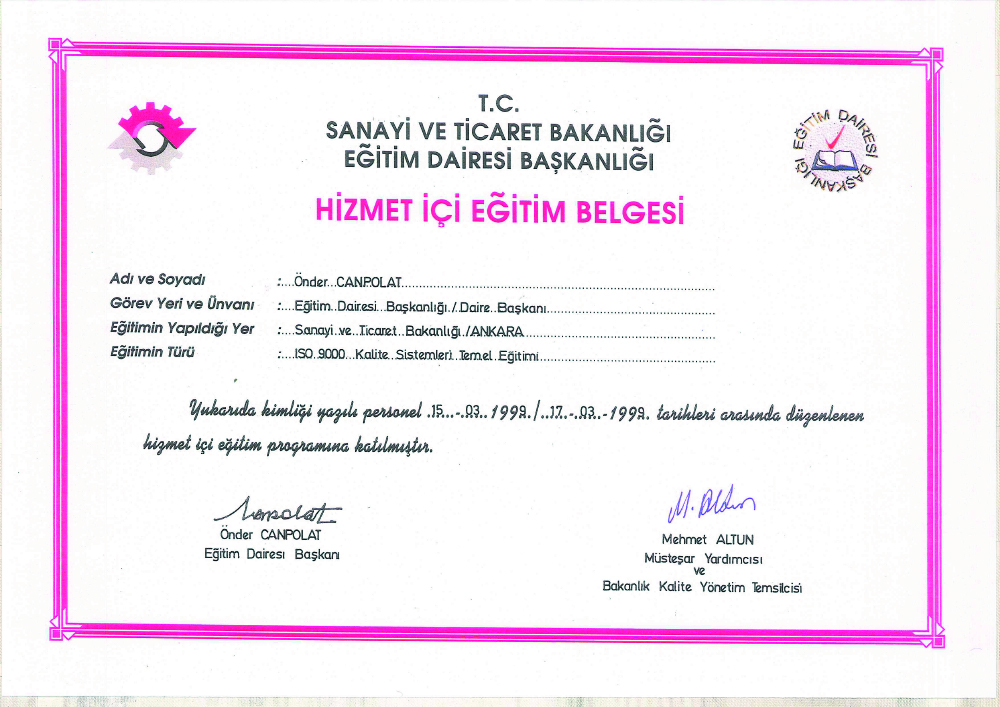 T.C.
SANAYİ VE TİCARET BAKANLIĞI
EĞİTİM DAİRESİ BAŞKANLIĞI
EĞİTİM DAİRESİ BAŞKANLIĞI
HİZMET İÇİ EĞİTİM BELGESİ
Adı ve Soyadı :....Önder...CANPOLAT
Görev Yeri ve Ünvanı :....Eğitim..Dairesi...Başkanlığı./.Daire..Başkanı
Eğitimin Yapıldığı Yer :....Sanayi.ve..Ticaret..Bakanlığı./ANKARA
Eğitimin Türü :....ISO.9000...Kalite..Sistemleri..Temel.Eğitimi
Yukarıda kimliği yazılı personel .15...-.03...1999./..17.-.03.-1999. tarihleri arasında düzenlenen
hizmet içi eğitim programına katılmıştır.
Canpolat
M. Altun
Önder CANPOLAT
Eğitim Dairesi Başkanı
Mehmet ALTUN
Müsteşar Yardımcısı
ve
Bakanlık Kalite Yönetim Temsilcisi